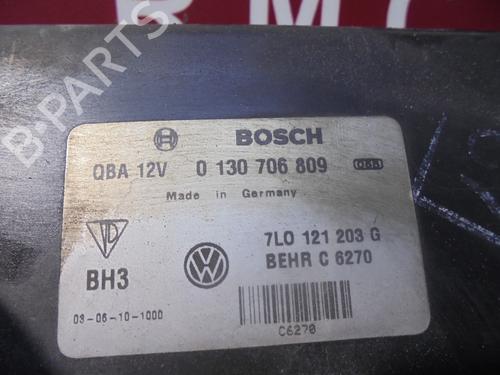 B-PARTS
BOSCH
QBA 12V 0 130 706 809
Made in Germany
7L0 121 203 G
BH3
BEHR C 6270
03-06-10-1000
C6270